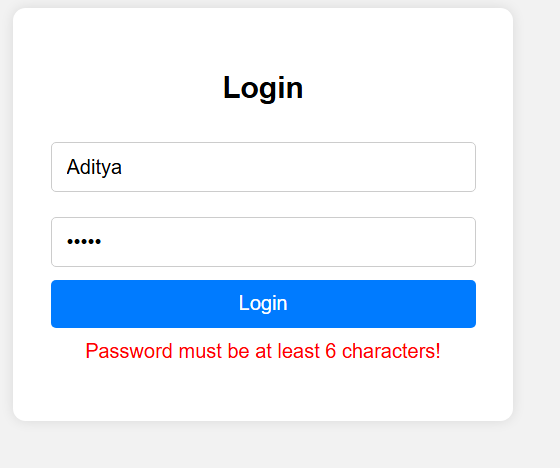 Login
Aditya
•••••
Login
Password must be at least 6 characters!